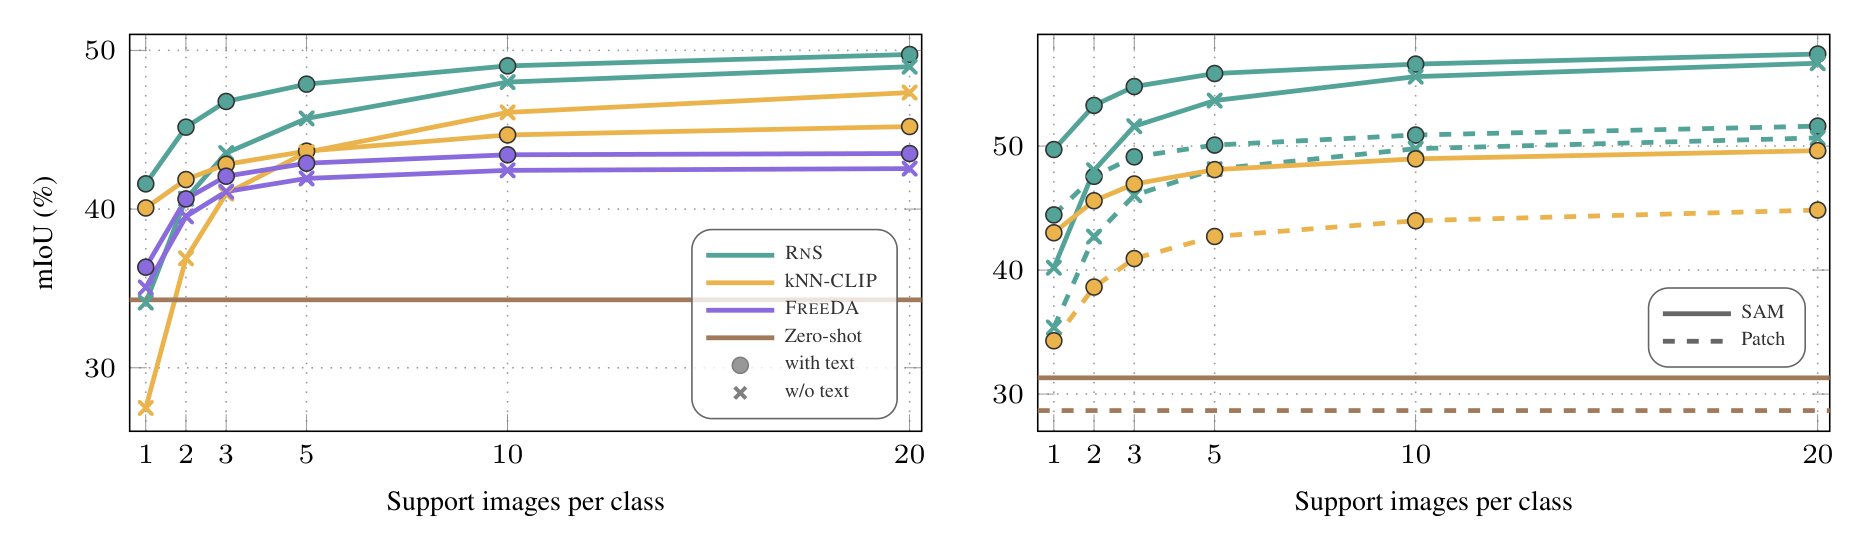 50
40
30
mIoU (%)
1 2 3 5 10 20
Support images per class
RNS
kNN-CLIP
FREEDA
Zero-shot
with text
w/o text
50
40
30
1 2 3 5 10 20
Support images per class
SAM
Patch